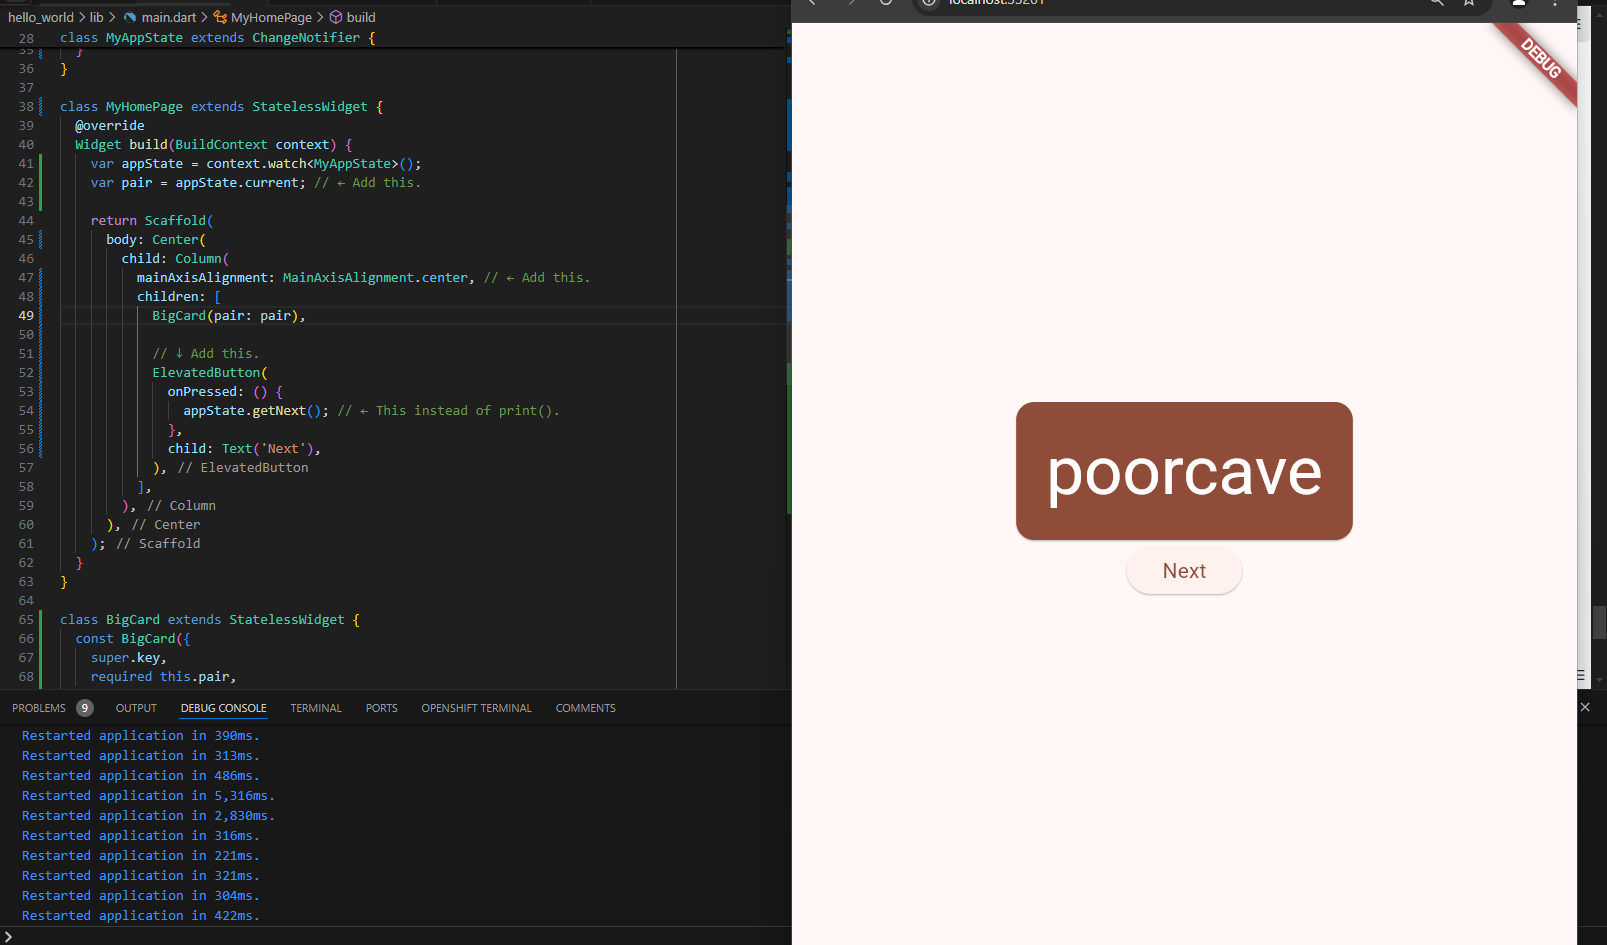 hello_world > lib > main.dart > MyHomePage > build
28 class MyAppState extends ChangeNotifier {
35 }
36 }
37
38 class MyHomePage extends StatelessWidget {
39 @override
40 Widget build(BuildContext context) {
41 var appState = context.watch<MyAppState>();
42 var pair = appState.current; // ← Add this.
43
44 return Scaffold(
45 body: Center(
46 child: Column(
47 mainAxisAlignment: MainAxisAlignment.center, // ← Add this.
48 children: [
49 BigCard(pair: pair),
50
51 // ↓ Add this.
52 ElevatedButton(
53 onPressed: () {
54 appState.getNext(); // ← This instead of print().
55 },
56 child: Text('Next'),
57 ), // ElevatedButton
58 ],
59 ), // Column
60 ), // Center
61 ); // Scaffold
62 }
63 }
64
65 class BigCard extends StatelessWidget {
66 const BigCard({
67 super.key,
68 required this.pair,
PROBLEMS 9 OUTPUT DEBUG CONSOLE TERMINAL PORTS OPENSHIFT TERMINAL COMMENTS
Restarted application in 390ms.
Restarted application in 313ms.
Restarted application in 486ms.
Restarted application in 5,316ms.
Restarted application in 2,830ms.
Restarted application in 316ms.
Restarted application in 221ms.
Restarted application in 321ms.
Restarted application in 304ms.
Restarted application in 422ms.
DEBUG
poorcave
Next